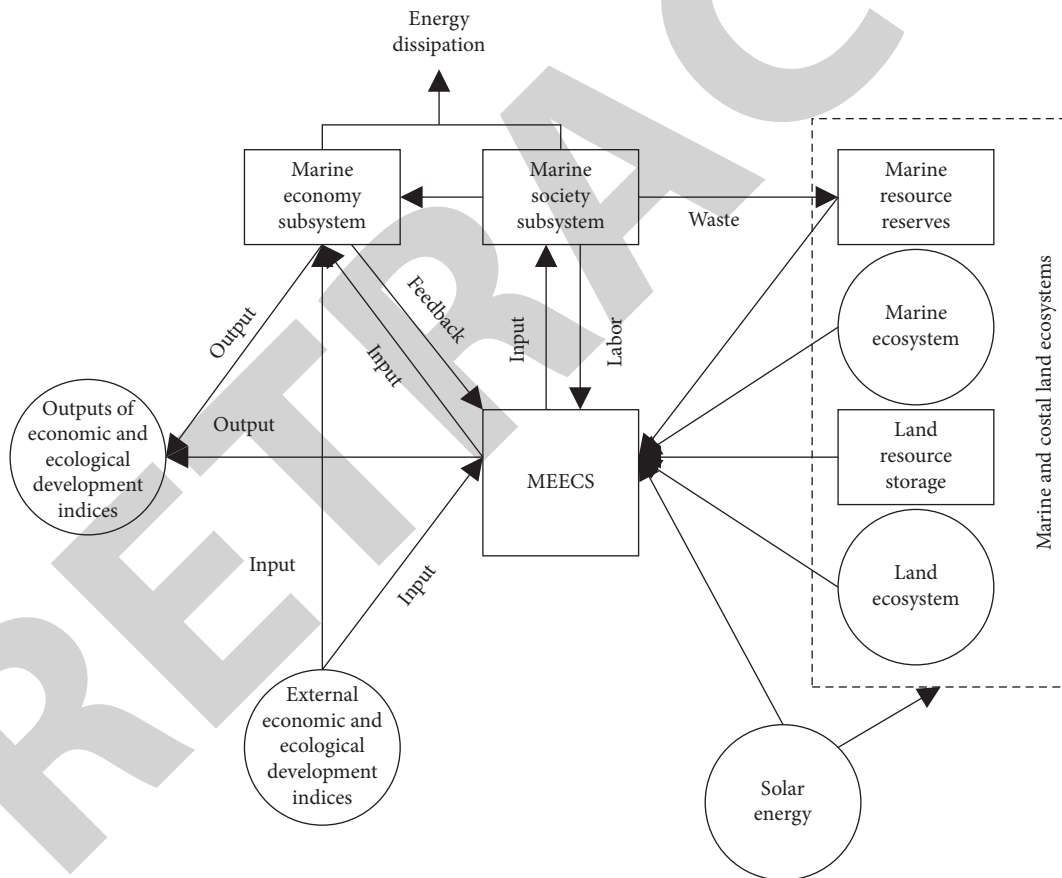 Energy
dissipation
Marine
economy
subsystem
Marine
society
subsystem
Waste
Marine
resource
reserves
Marine
ecosystem
Land
resource
storage
Land
ecosystem
Marine and costal land ecosystems
Output
Feedback
Input
Input
Labor
Outputs of
economic and
ecological
development
indices
Output
MEECS
Input
Input
External
economic and
ecological
development
indices
Solar
energy
RETRAC